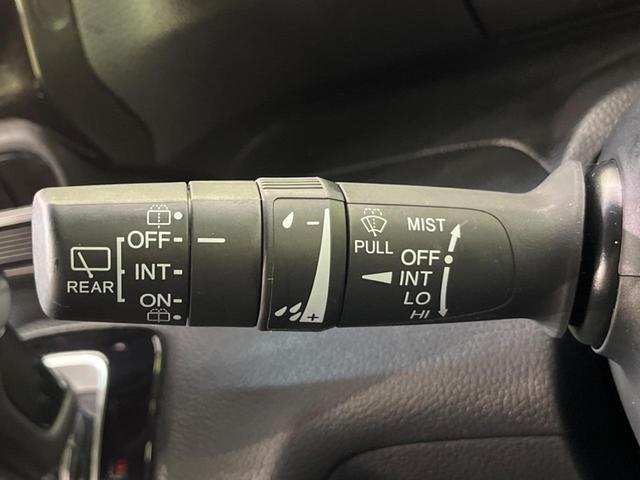 OFF
INT
ON
REAR
-
+
PULL
MIST
OFF
INT
LO
HI